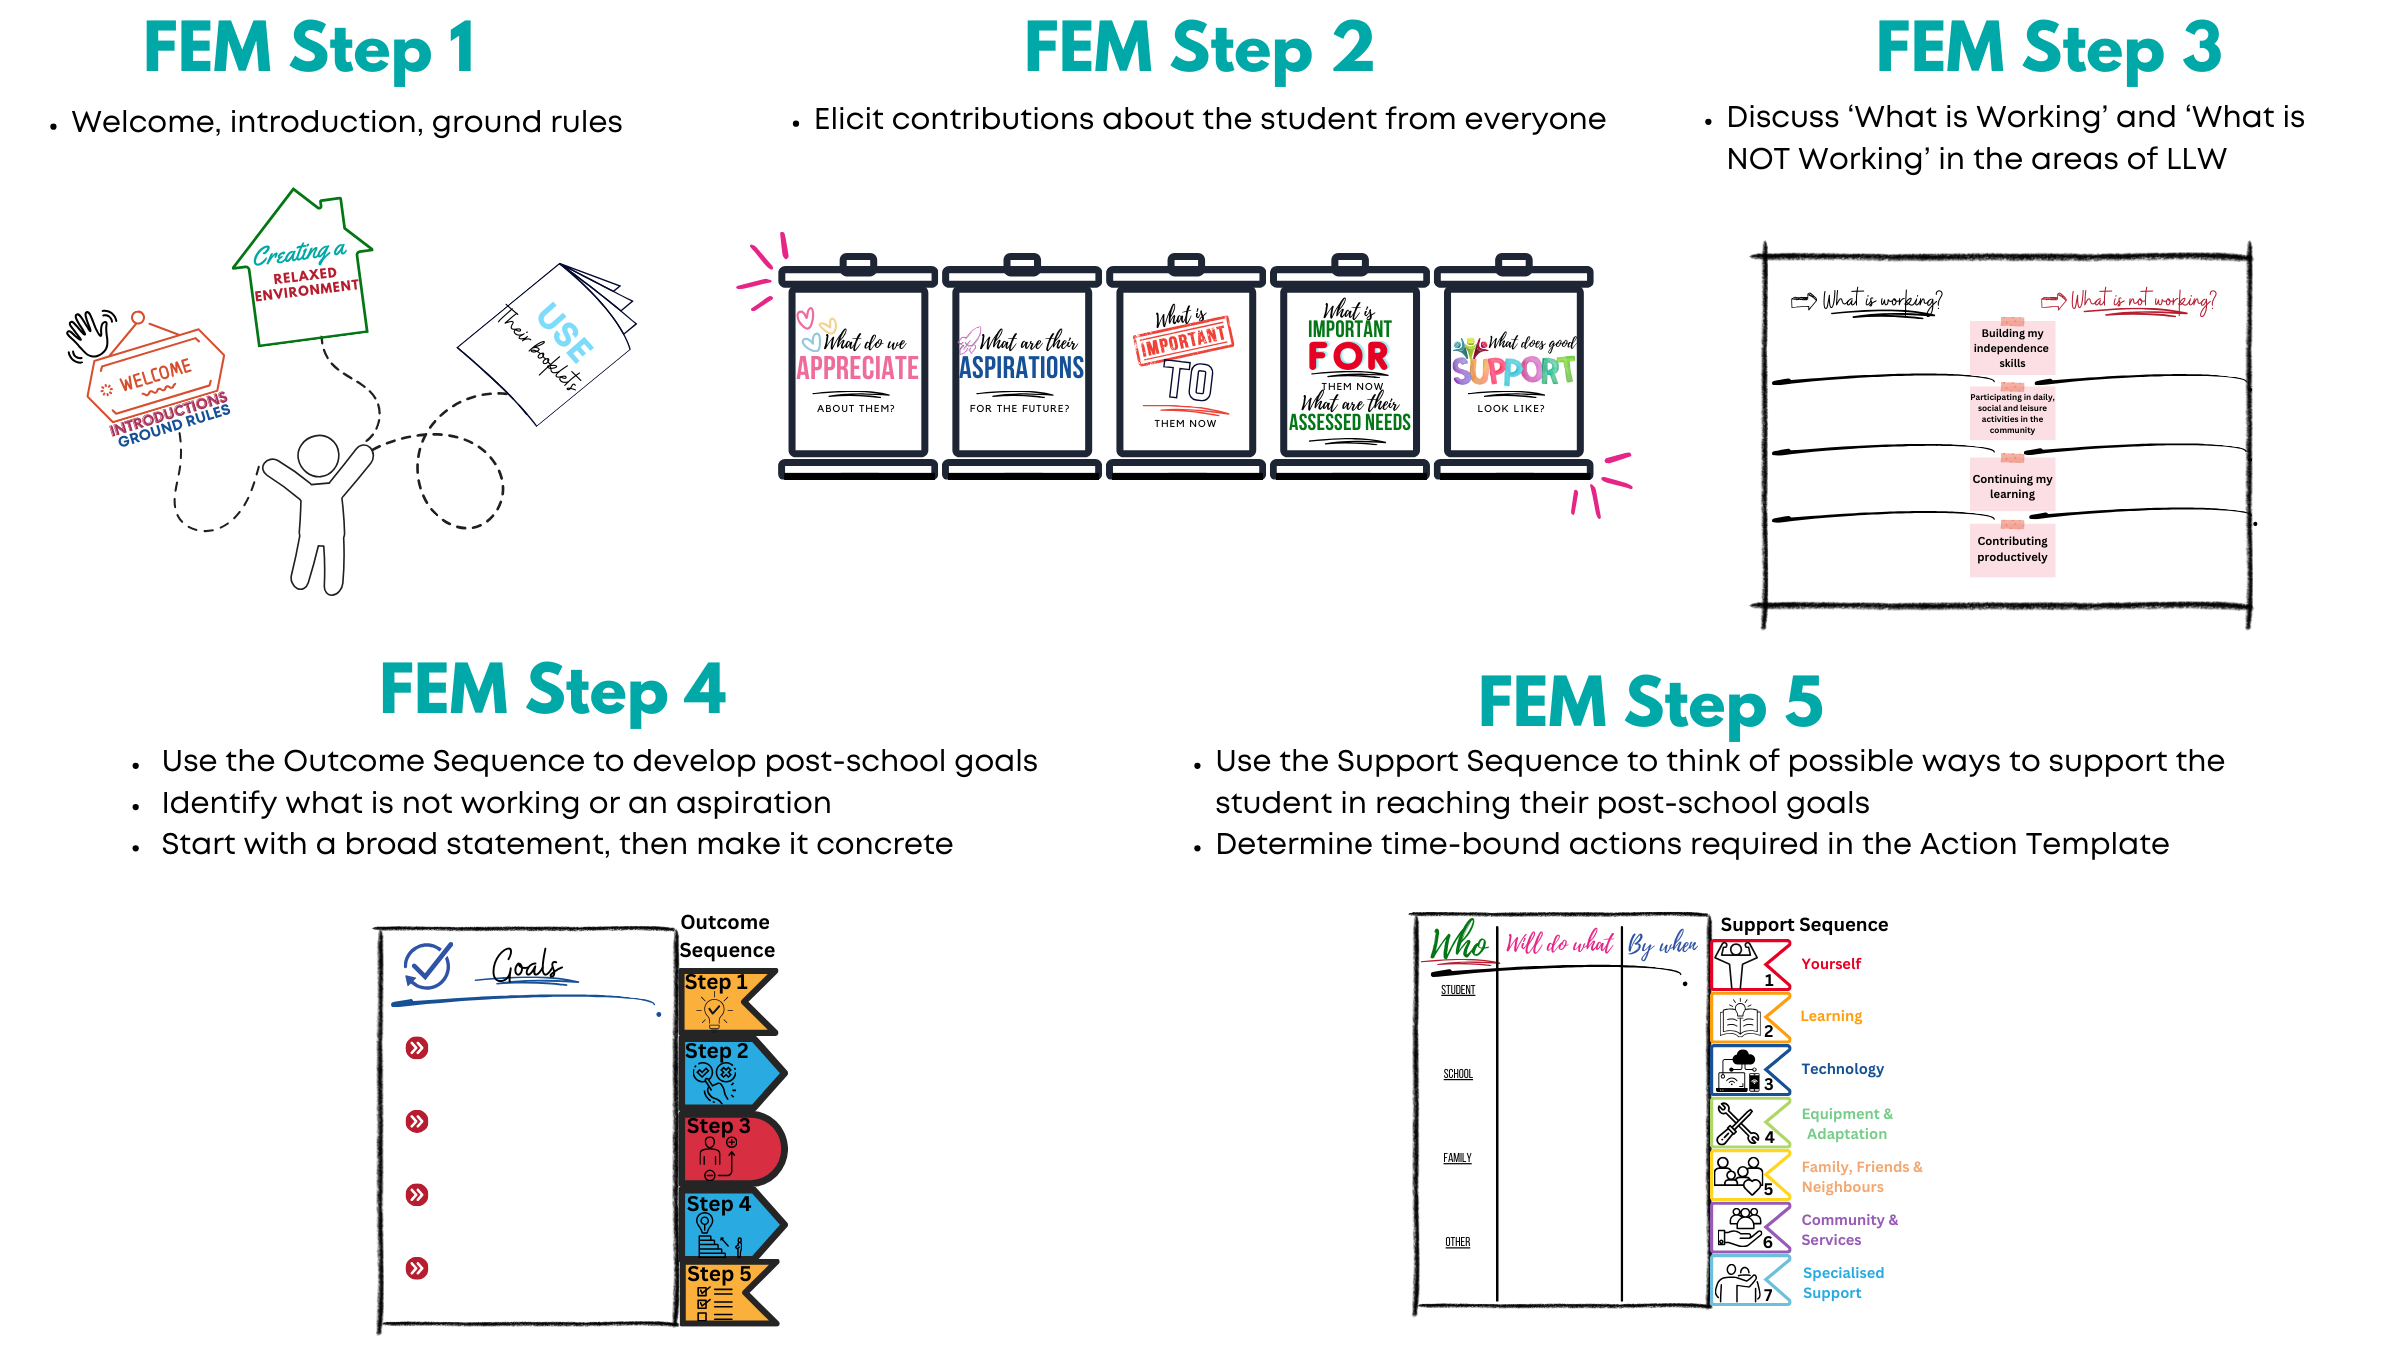 FEM Step 1
• Welcome, introduction, ground rules
Creating a
RELAXED
ENVIRONMENT
WELCOME
INTRODUCTIONS
GROUND RULES
USE
Their booklets
FEM Step 2
• Elicit contributions about the student from everyone
What do we
APPRECIATE
ABOUT THEM?
What are their
ASPIRATIONS
FOR THE FUTURE?
What is
IMPORTANT
TO
THEM NOW
What is
IMPORTANT
FOR
THEM NOW
What are their
ASSESSED NEEDS
What does good
SUPPORT
LOOK LIKE?
FEM Step 3
• Discuss ‘What is Working’ and ‘What is
NOT Working’ in the areas of LLW
What is working?
What is not working?
Building my
independence
skills
Participating in daily,
social and leisure
activities in the
community
Continuing my
learning
Contributing
productively
FEM Step 4
• Use the Outcome Sequence to develop post-school goals
• Identify what is not working or an aspiration
• Start with a broad statement, then make it concrete
Goals
Outcome
Sequence
Step 1
Step 2
Step 3
Step 4
Step 5
FEM Step 5
• Use the Support Sequence to think of possible ways to support the
student in reaching their post-school goals
• Determine time-bound actions required in the Action Template
Who
Will do what
By when
STUDENT
SCHOOL
FAMILY
OTHER
Support Sequence
1
Yourself
2
Learning
3
Technology
4
Equipment &
Adaptation
5
Family, Friends &
Neighbours
6
Community &
Services
7
Specialised
Support